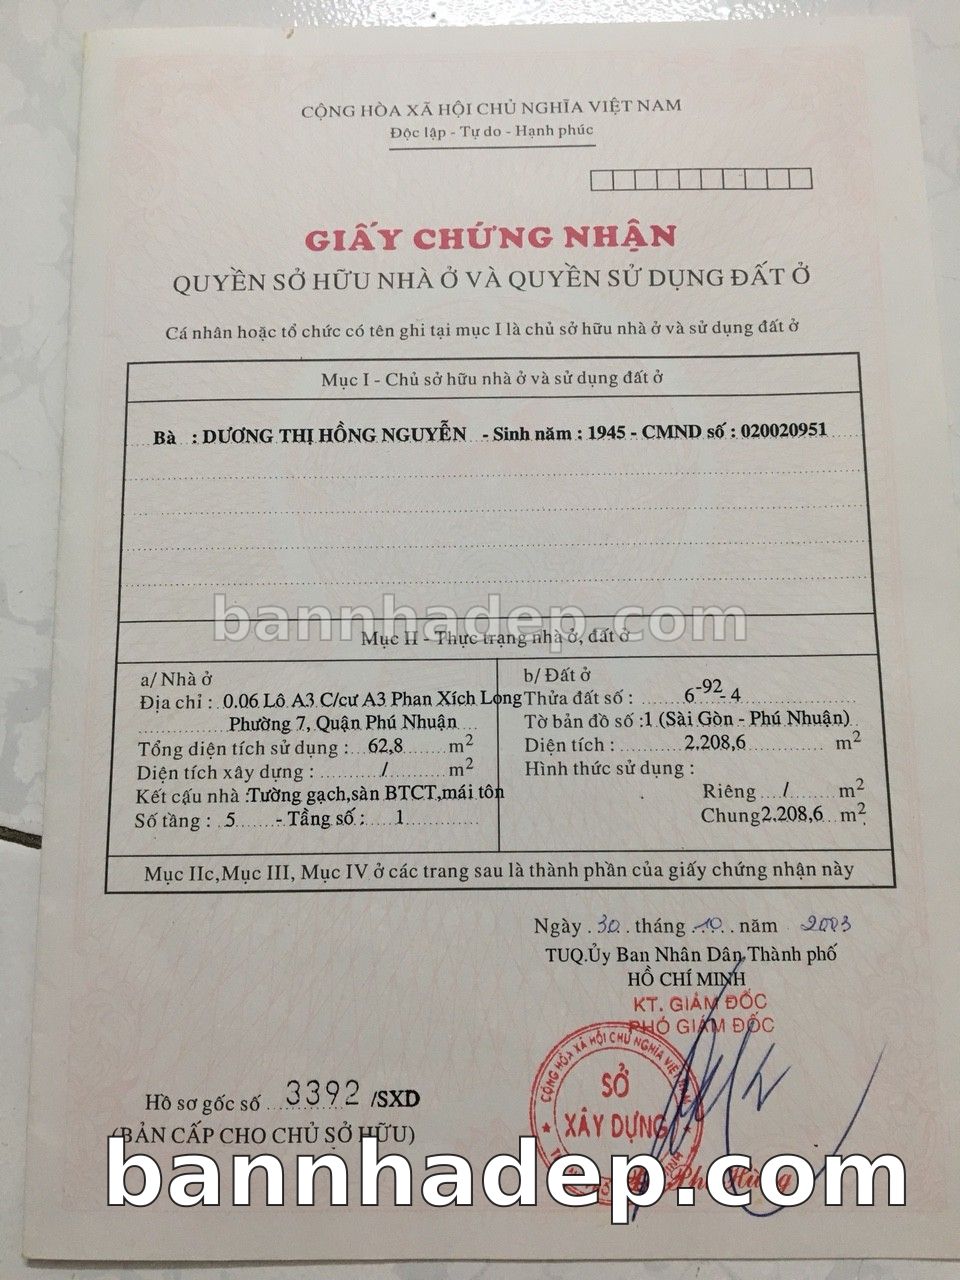 CỘNG HÒA XÃ HỘI CHỦ NGHĨA VIỆT NAM
Độc lập - Tự do - Hạnh phúc
GIẤY CHỨNG NHẬN
QUYỀN SỞ HỮU NHÀ Ở VÀ QUYỀN SỬ DỤNG ĐẤT Ở
Cá nhân hoặc tổ chức có tên ghi tại mục I là chủ sở hữu nhà ở và sử dụng đất ở
Mục I - Chủ sở hữu nhà ở và sử dụng đất ở
Bà : DƯƠNG THỊ HỒNG NGUYỄN - Sinh năm : 1945 - CMND số : 020020951
bannhadep.com
Mục II - Thực trạng nhà ở, đất ở
a/ Nhà ở
Địa chỉ : 0.06 Lô A3 C/cư A3 Phan Xích Long
Phường 7, Quận Phú Nhuận
Tổng diện tích sử dụng : 62,8 m2
Diện tích xây dựng : / m2
Kết cấu nhà :Tường gạch,sàn BTCT,mái tôn
Số tầng : 5 - Tầng số : 1
b/ Đất ở
Thửa đất số : 6-92-4
Tờ bản đồ số :1 (Sài Gòn - Phú Nhuận)
Diện tích : 2.208,6 m2
Hình thức sử dụng :
Riêng / m2
Chung 2.208,6 m2
Mục IIc,Mục III, Mục IV ở các trang sau là thành phần của giấy chứng nhận này
Ngày 30 tháng 10 năm 2003
TUQ.Ủy Ban Nhân Dân Thành phố
HỒ CHÍ MINH
KT. GIÁM ĐỐC
PHÓ GIÁM ĐỐC
CỘNG HÒA XÃ HỘI CHỦ NGHĨA VIỆT
SỞ
XÂY DỰNG
Hồ sơ gốc số 3392 /SXD
(BẢN CẤP CHO CHỦ SỞ HỮU)
bannhadep.com